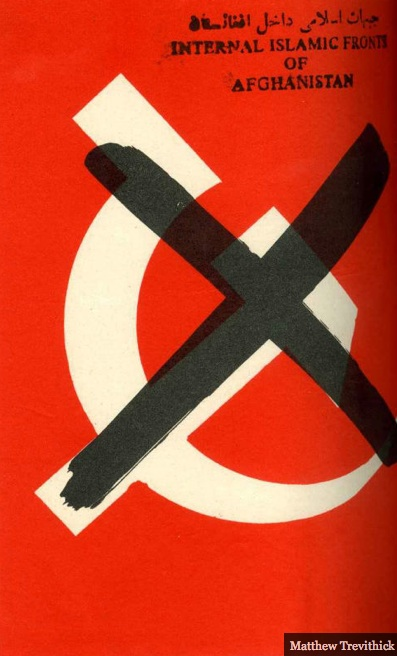 جبهات اسلامی داخل افغانستان
INTERNAL ISLAMIC FRONTS
OF
AFGHANISTAN
Matthew Trevithick